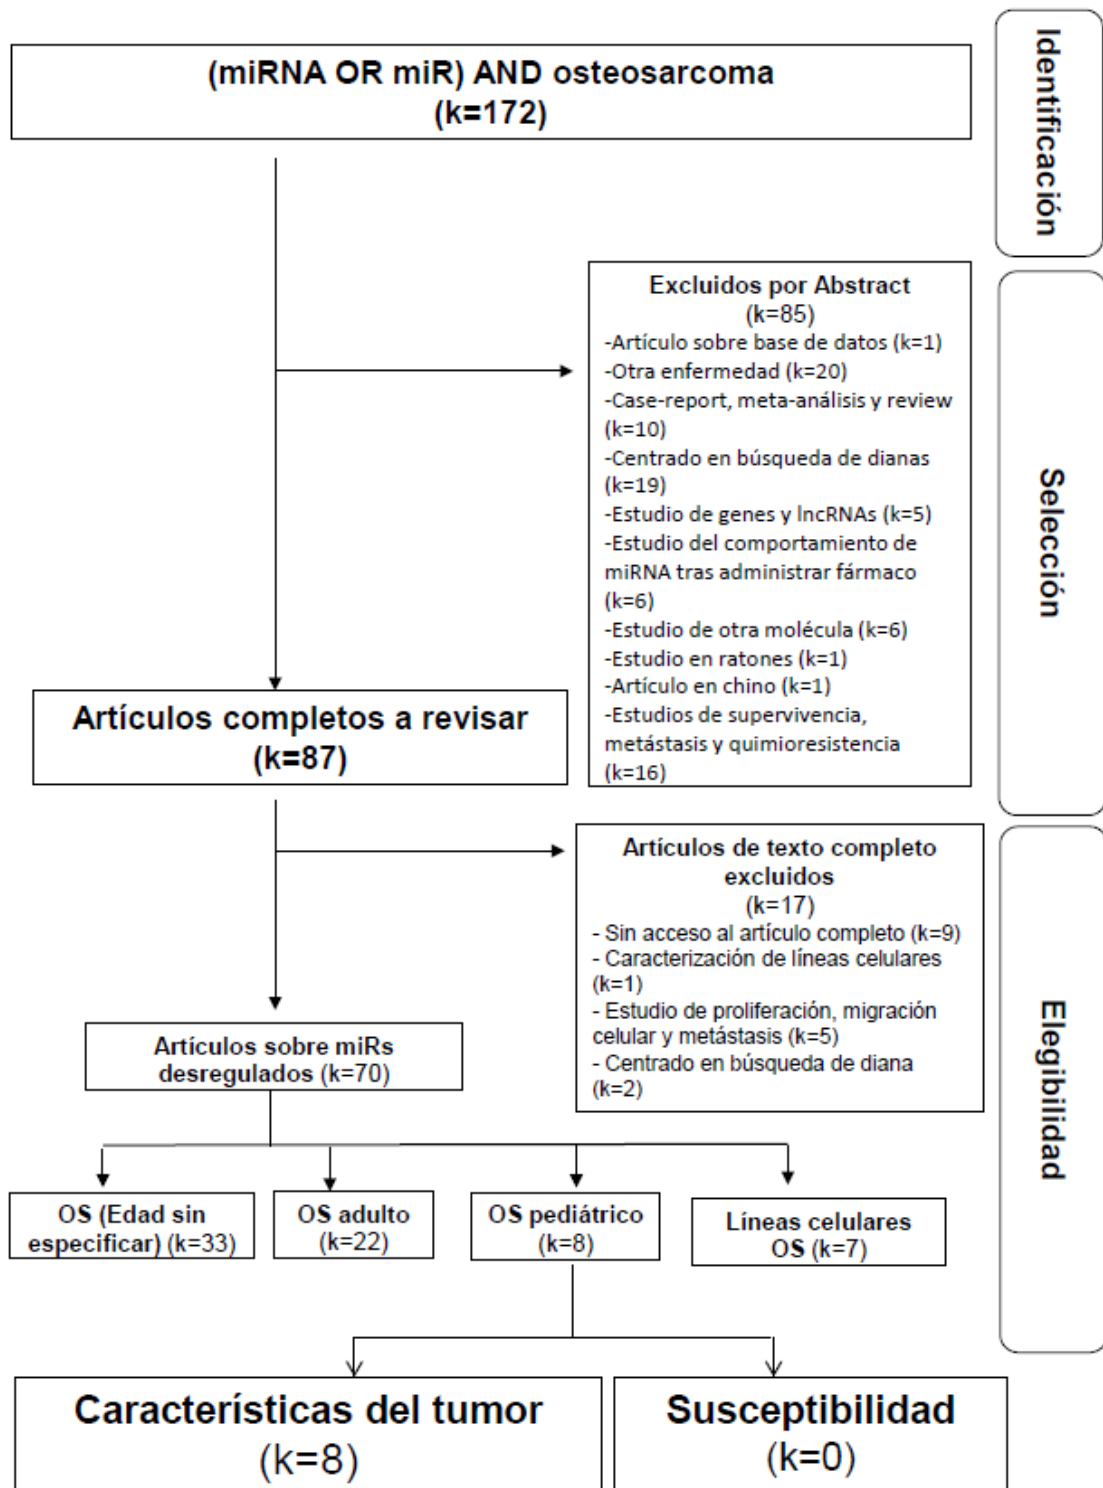 (miRNA OR miR) AND osteosarcoma
(k=172)
Identificación
Excluidos por Abstract
(k=85)
-Artículo sobre base de datos (k=1)
-Otra enfermedad (k=20)
-Case-report, meta-análisis y review
(k=10)
-Centrado en búsqueda de dianas
(k=19)
-Estudio de genes y lncRNAs (k=5)
-Estudio del comportamiento de
miRNA tras administrar fármaco
(k=6)
-Estudio de otra molécula (k=6)
-Estudio en ratones (k=1)
-Artículo en chino (k=1)
-Estudios de supervivencia,
metástasis y quimioresistencia
(k=16)
Selección
Artículos completos a revisar
(k=87)
Artículos de texto completo
excluidos
(k=17)
- Sin acceso al artículo completo (k=9)
- Caracterización de líneas celulares
(k=1)
- Estudio de proliferación, migración
celular y metástasis (k=5)
- Centrado en búsqueda de diana
(k=2)
Elegibilidad
Artículos sobre miRs
desregulados (k=70)
OS (Edad sin
especificar) (k=33)
OS adulto
(k=22)
OS pediátrico
(k=8)
Líneas celulares
OS (k=7)
Características del tumor
(k=8)
Susceptibilidad
(k=0)